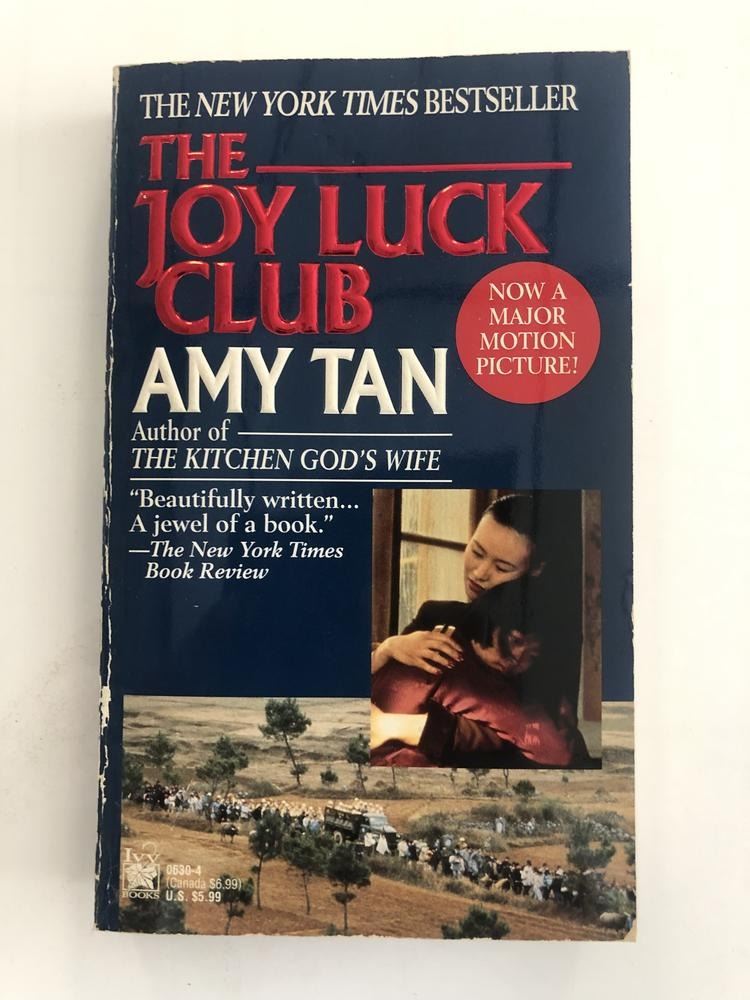 THE NEW YORK TIMES BESTSELLER
THE
JOY LUCK
CLUB
NOW A
MAJOR
MOTION
PICTURE!
AMY TAN
Author of
THE KITCHEN GOD'S WIFE
“Beautifully written...
A jewel of a book.”
—The New York Times
Book Review
Ivy
BOOKS
0630-4
(Canada $6.99)
U.S. $5.99